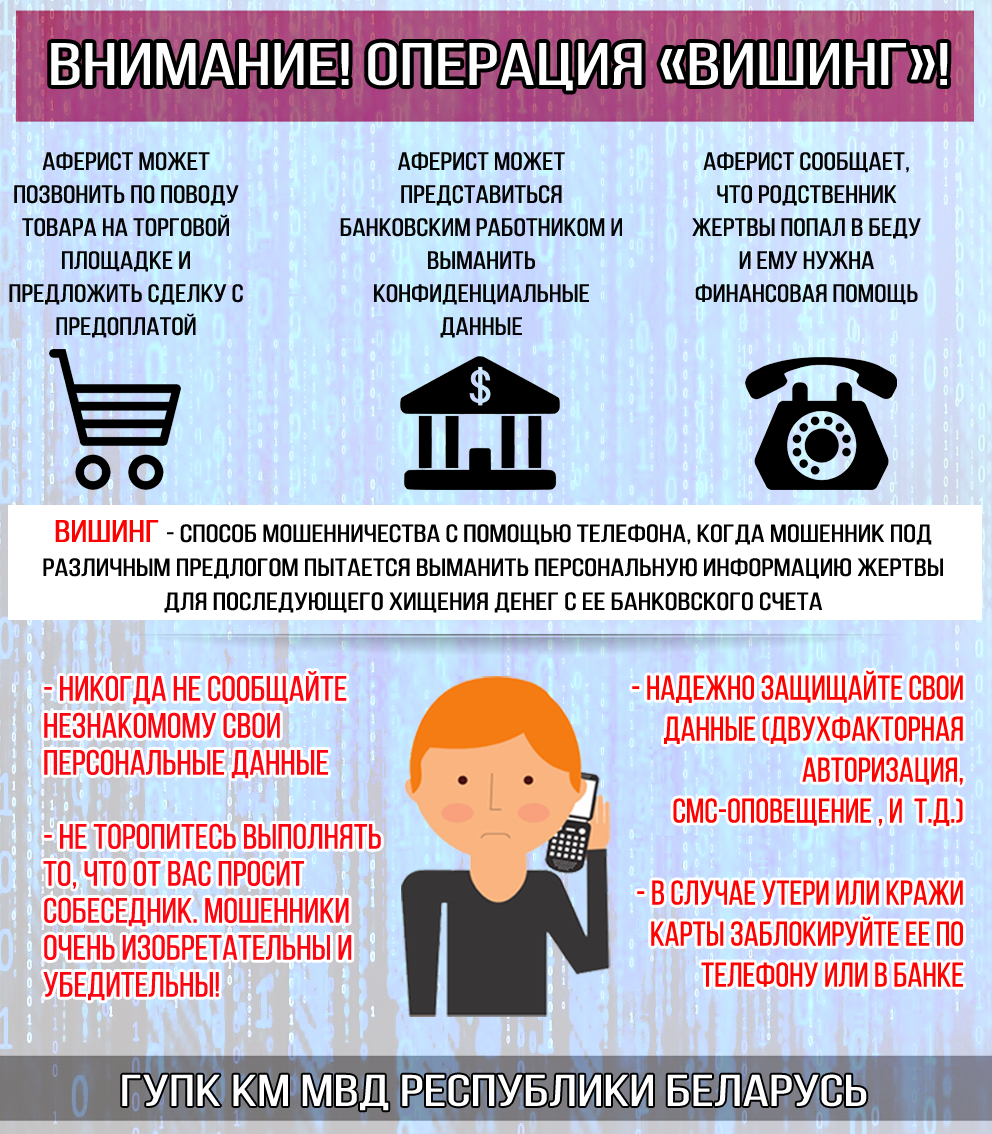 ВНИМАНИЕ! ОПЕРАЦИЯ «ВИШИНГ»!
АФЕРИСТ МОЖЕТ
ПОЗВОНИТЬ ПО ПОВОДУ
ТОВАРА НА ТОРГОВОЙ
ПЛОЩАДКЕ И
ПРЕДЛОЖИТЬ СДЕЛКУ С
ПРЕДОПЛАТОЙ
АФЕРИСТ МОЖЕТ
ПРЕДСТАВИТЬСЯ
БАНКОВСКИМ РАБОТНИКОМ И
ВЫМАНИТЬ
КОНФИДЕНЦИАЛЬНЫЕ
ДАННЫЕ
АФЕРИСТ СООБЩАЕТ,
ЧТО РОДСТВЕННИК
ЖЕРТВЫ ПОПАЛ В БЕДУ
И ЕМУ НУЖНА
ФИНАНСОВАЯ ПОМОЩЬ
$
ВИШИНГ - СПОСОБ МОШЕННИЧЕСТВА С ПОМОЩЬЮ ТЕЛЕФОНА, КОГДА МОШЕННИК ПОД
РАЗЛИЧНЫМ ПРЕДЛОГОМ ПЫТАЕТСЯ ВЫМАНИТЬ ПЕРСОНАЛЬНУЮ ИНФОРМАЦИЮ ЖЕРТВЫ
ДЛЯ ПОСЛЕДУЮЩЕГО ХИЩЕНИЯ ДЕНЕГ С ЕЕ БАНКОВСКОГО СЧЕТА
- НИКОГДА НЕ СООБЩАЙТЕ
НЕЗНАКОМОМУ СВОИ
ПЕРСОНАЛЬНЫЕ ДАННЫЕ
- НЕ ТОРОПИТЕСЬ ВЫПОЛНЯТЬ
ТО, ЧТО ОТ ВАС ПРОСИТ
СОБЕСЕДНИК. МОШЕННИКИ
ОЧЕНЬ ИЗОБРЕТАТЕЛЬНЫ И
УБЕДИТЕЛЬНЫ!
- НАДЕЖНО ЗАЩИЩАЙТЕ СВОИ
ДАННЫЕ (ДВУХФАКТОРНАЯ
АВТОРИЗАЦИЯ,
СМС-ОПОВЕЩЕНИЕ , И Т.Д.)
- В СЛУЧАЕ УТЕРИ ИЛИ КРАЖИ
КАРТЫ ЗАБЛОКИРУЙТЕ ЕЕ ПО
ТЕЛЕФОНУ ИЛИ В БАНКЕ
ГУПК КМ МВД РЕСПУБЛИКИ БЕЛАРУСЬ